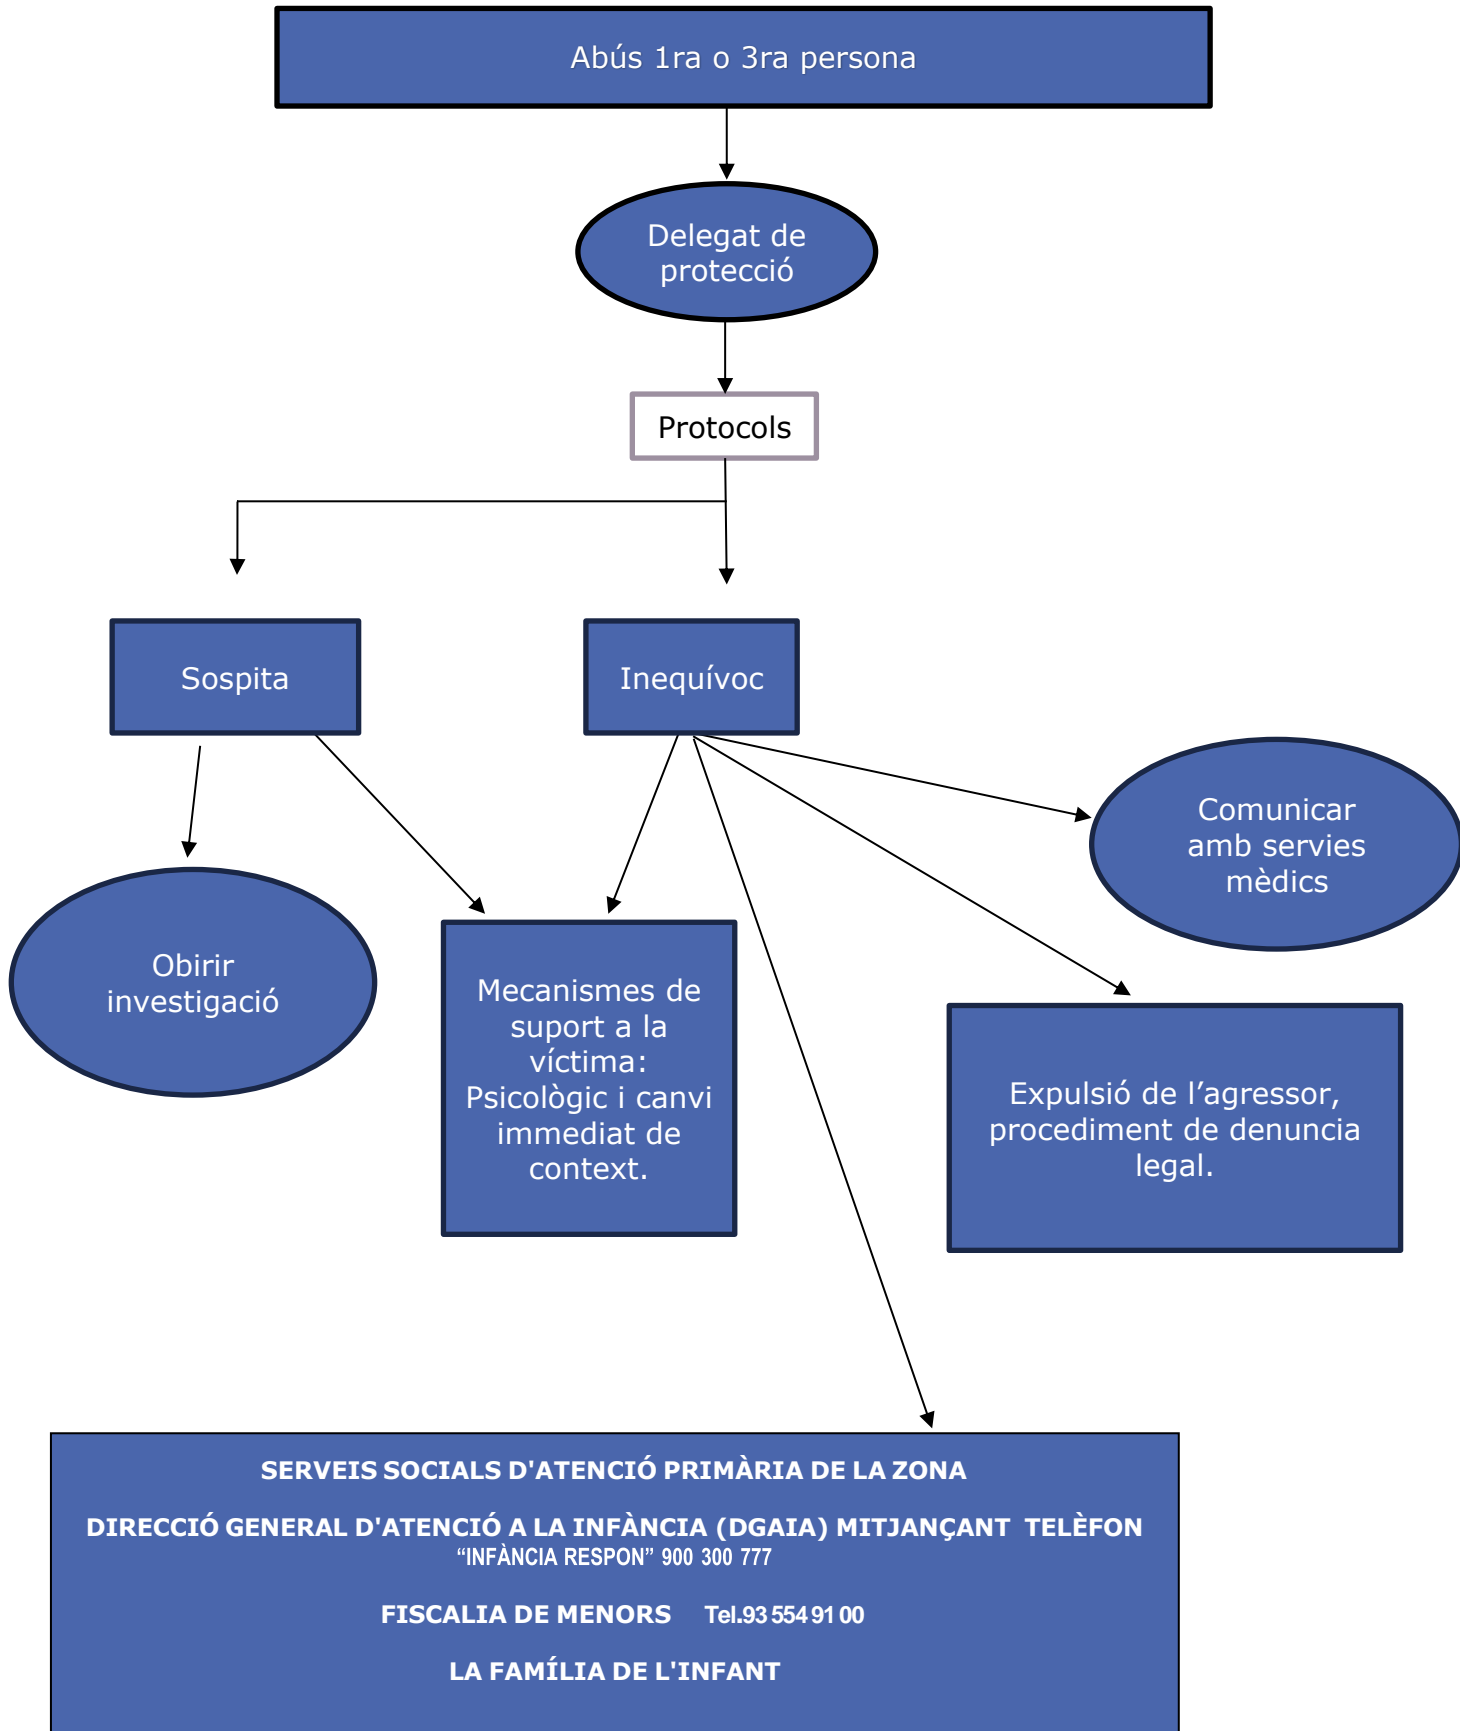 Abús 1ra o 3ra persona
Delegat de
protecció
Protocols
Sospita
Inequívoc
Comunicar
amb servies
mèdics
Obirir
investigació
Mecanismes de
suport a la
víctima:
Psicològic i canvi
immediat de
context.
Expulsió de l’agressor,
procediment de denuncia
legal.
SERVEIS SOCIALS D'ATENCIÓ PRIMÀRIA DE LA ZONA
DIRECCIÓ GENERAL D'ATENCIÓ A LA INFÀNCIA (DGAIA) MITJANÇANT TELÈFON
“INFÀNCIA RESPON” 900 300 777
FISCALIA DE MENORS Tel.93 554 91 00
LA FAMÍLIA DE L'INFANT